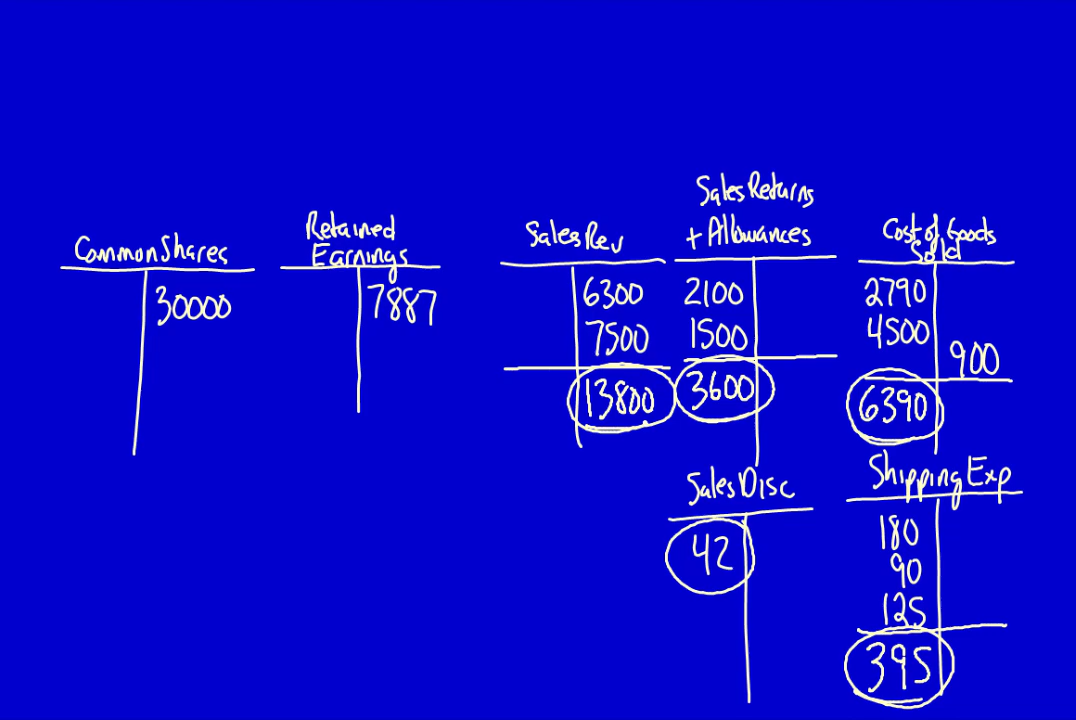 Common Shares
30000
Retained
Earnings
7887
Sales Rev
6300
7500
13800
Sales Returns
+ Allowances
2100
1500
3600
Cost of Goods
Sold
2790
4500
900
6390
Sales Disc
42
Shipping Exp
180
90
125
395